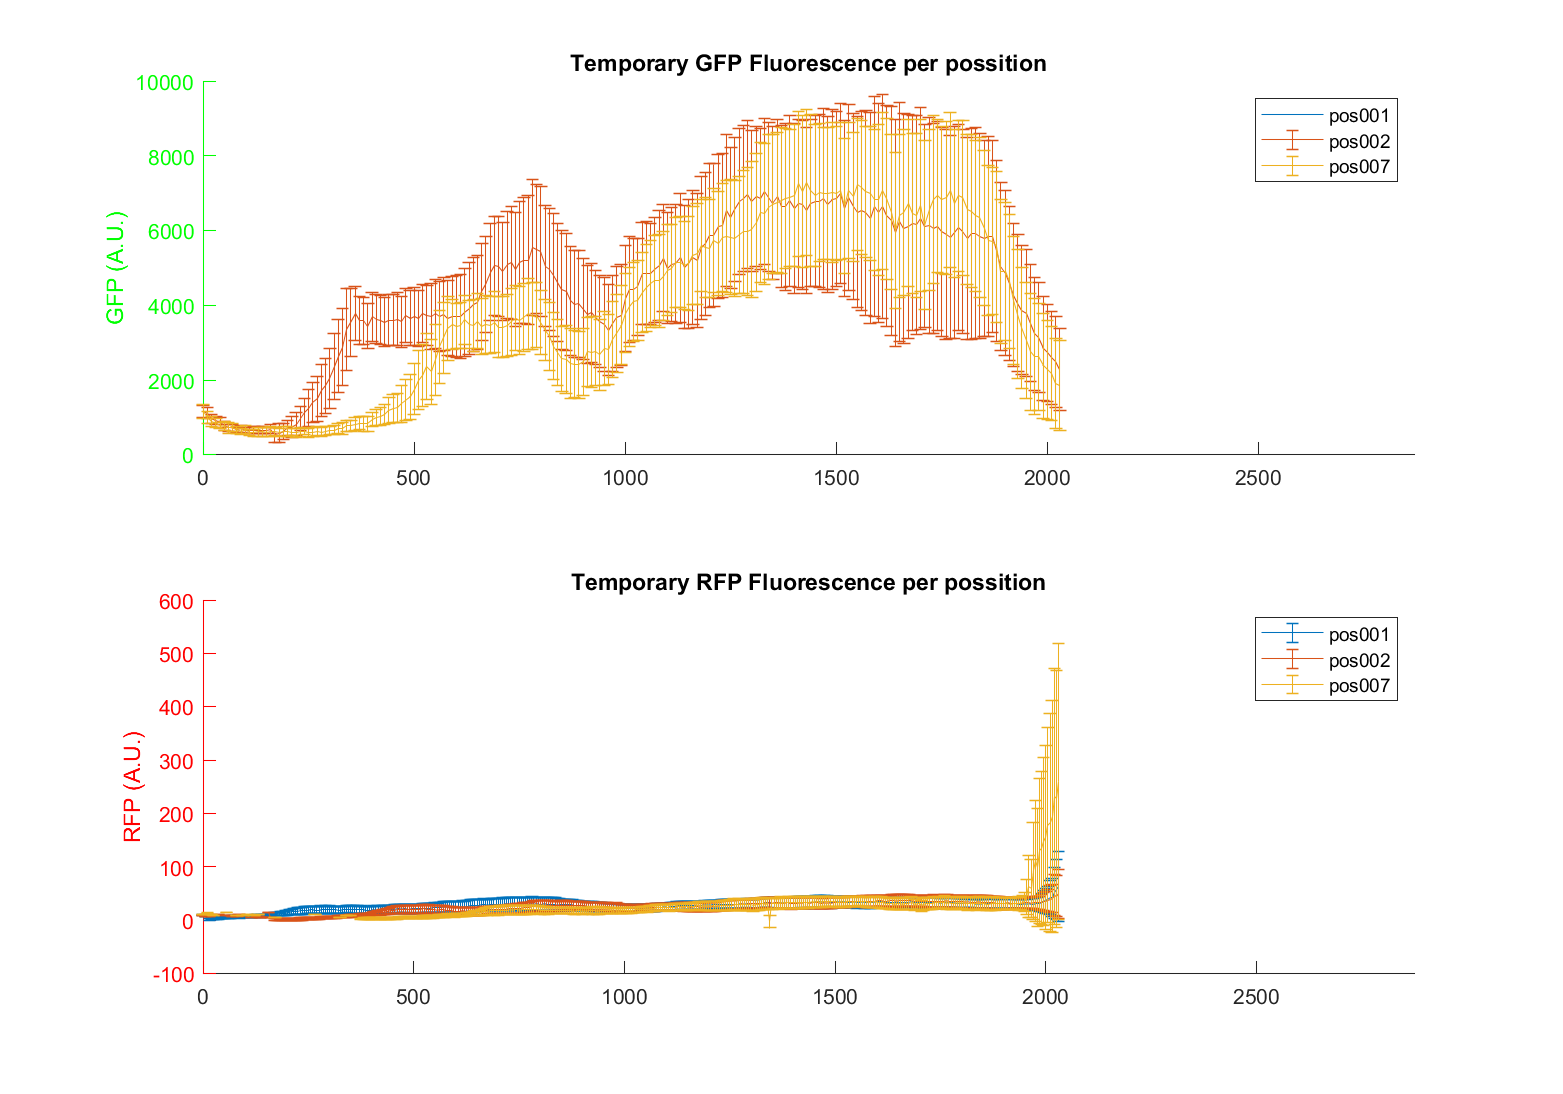 Temporary GFP Fluorescence per possition
10000
8000
6000
4000
2000
0
GFP (A.U.)
0 500 1000 1500 2000 2500
pos001
pos002
pos007
Temporary RFP Fluorescence per possition
600
500
400
300
200
100
0
-100
RFP (A.U.)
0 500 1000 1500 2000 2500
pos001
pos002
pos007